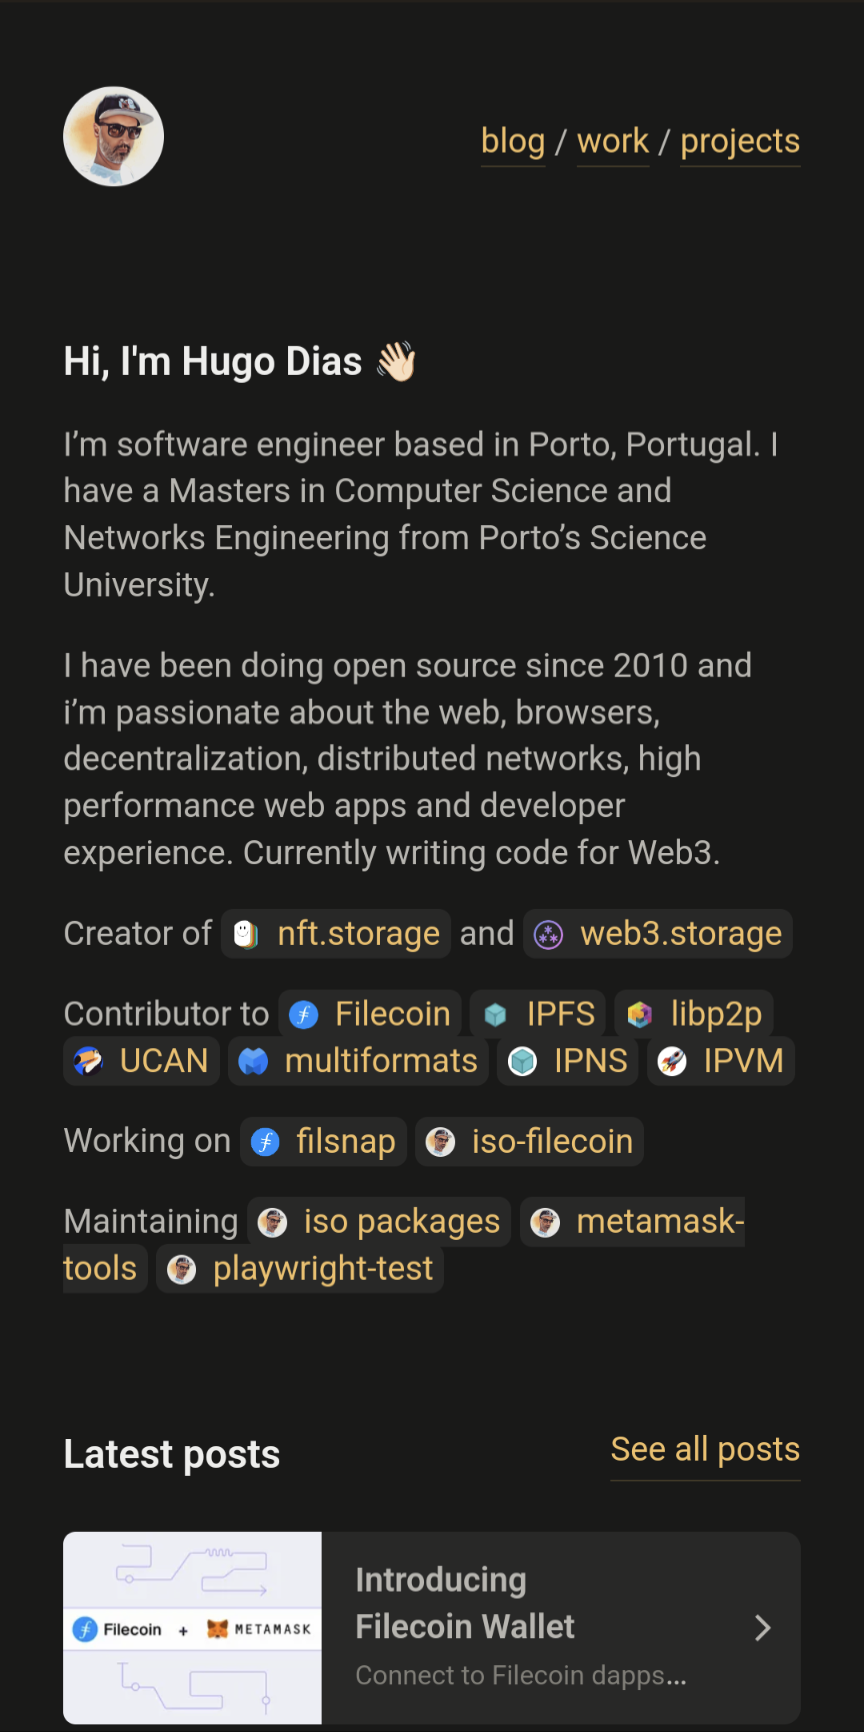 blog / work / projects
Hi, I'm Hugo Dias 👋🏻
I’m software engineer based in Porto, Portugal. I
have a Masters in Computer Science and
Networks Engineering from Porto’s Science
University.
I have been doing open source since 2010 and
i’m passionate about the web, browsers,
decentralization, distributed networks, high
performance web apps and developer
experience. Currently writing code for Web3.
Creator of nft.storage and web3.storage
Contributor to Filecoin IPFS libp2p
UCAN multiformats IPNS IPVM
Working on filsnap iso-filecoin
Maintaining iso packages metamask-
tools playwright-test
Latest posts See all posts
Filecoin + METAMASK
Introducing
Filecoin Wallet
Connect to Filecoin dapps...